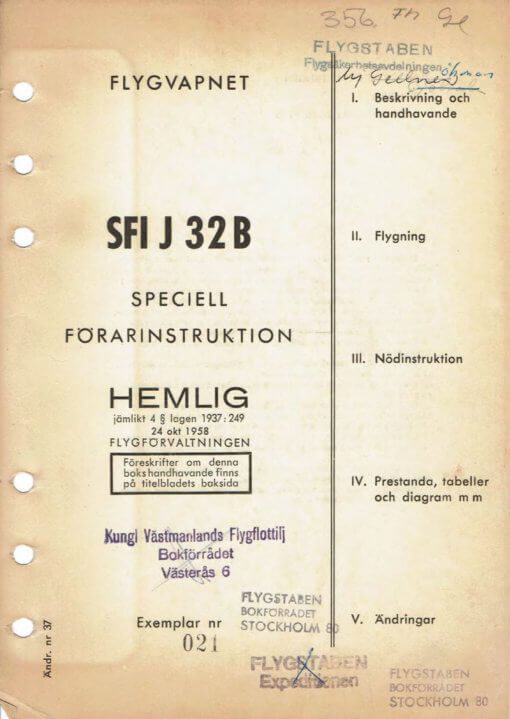 356. Fh Ge
FLYGSTABEN
Flygsäkerhetsavdelningen
FLYGVAPNET
I. Beskrivning och
handhavande
SFI J 32 B
II. Flygning
SPECIELL
FÖRARINSTRUKTION
III. Nödinstruktion
HEMLIG
jämlikt 4 § lagen 1937: 249
24 okt 1958
FLYGFÖRVALTNINGEN
Föreskrifter om denna
boks handhavande finns
på titelbladets baksida
IV. Prestanda, tabeller
och diagram m m
Kungl Västmanlands Flygflottilj
Bokförrådet
Västerås 6
FLYGSTABEN
BOKFÖRRÅDET
STOCKHOLM 80
Exemplar nr
021
V. Ändringar
Ändr. nr 37
FLYGSTABEN
Expeditionen
FLYGSTABEN
BOKFÖRRÅDET
STOCKHOLM 80